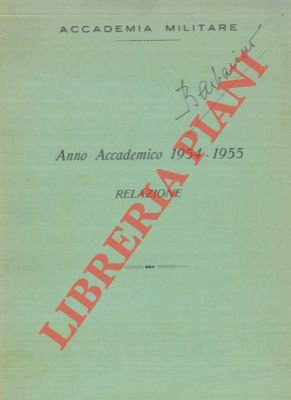 ACCADEMIA MILITARE
Anno Accademico 1954 - 1955
RELAZIONE
LIBRERIA PIANI